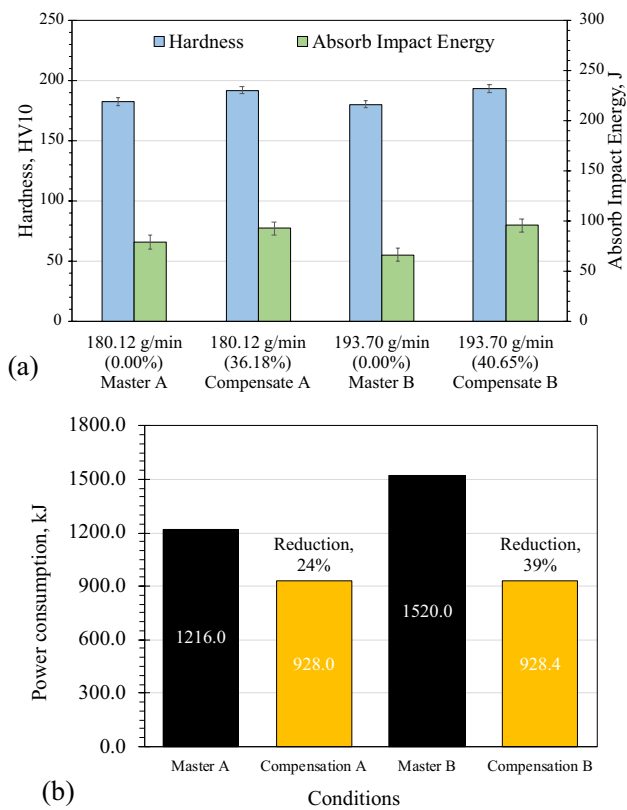 Hardness
Absorb Impact Energy
250
200
150
100
50
0
Hardness, HV10
300
250
200
150
100
50
0
Absorb Impact Energy, J
180.12 g/min
(0.00%)
Master A
180.12 g/min
(36.18%)
Compensate A
193.70 g/min
(0.00%)
Master B
193.70 g/min
(40.65%)
Compensate B
(a)
1800.0
1500.0
1200.0
900.0
600.0
300.0
0.0
Power consumption, kJ
1216.0
Reduction,
24%
928.0
1520.0
Reduction,
39%
928.4
Master A
Compensation A
Master B
Compensation B
(b)
Conditions